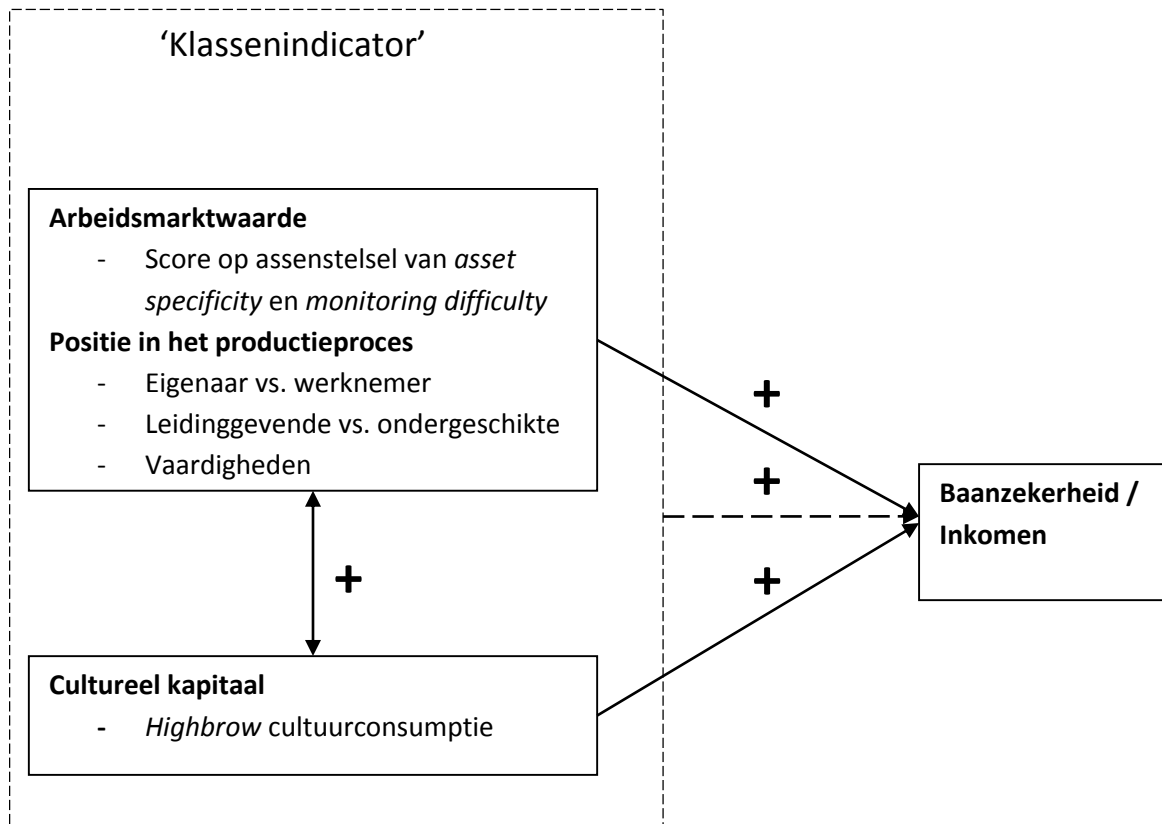 ‘Klassenindicator’
Arbeidsmarktwaarde
- Score op assenstelsel van asset
specificity en monitoring difficulty
Positie in het productieproces
- Eigenaar vs. werknemer
- Leidinggevende vs. ondergeschikte
- Vaardigheden
+
+
+
+
Baanzekerheid /
Inkomen
Cultureel kapitaal
- Highbrow cultuurconsumptie